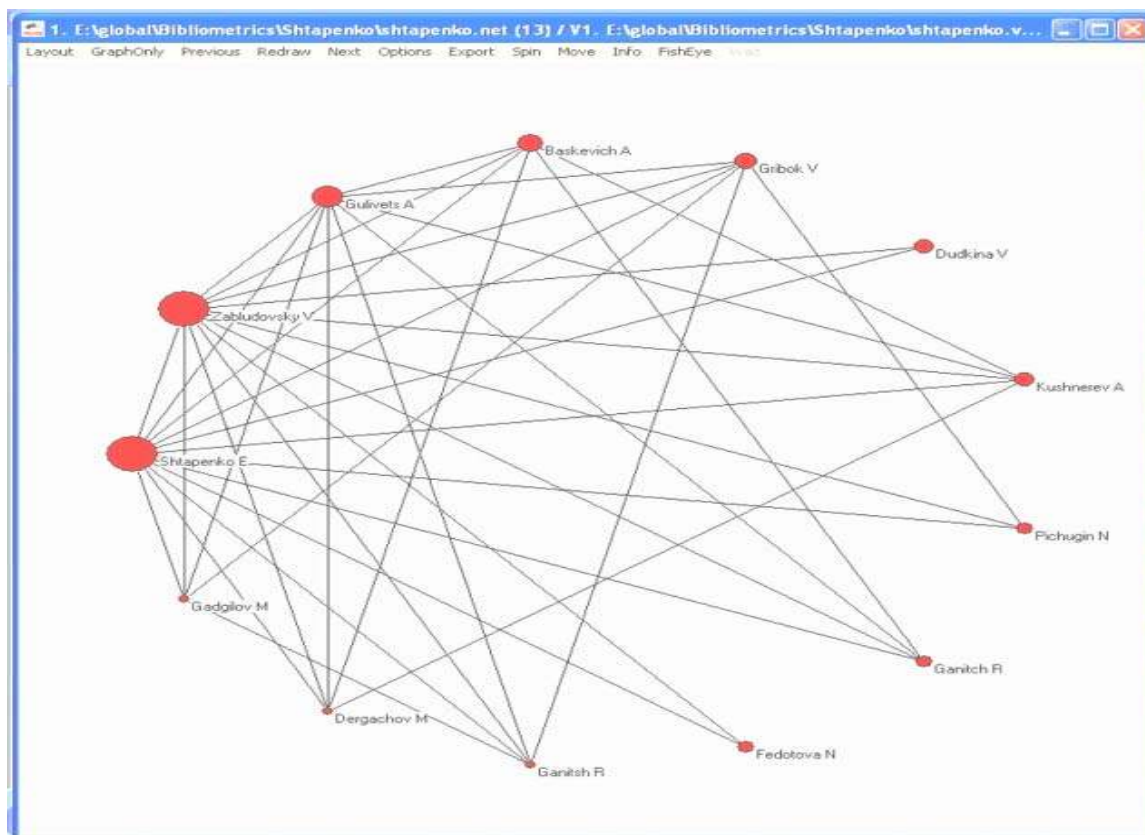 1. E:\global\Bibliometrics\Shtapenko\shtapenko.net (13) / V1. E:\global\Bibliometrics\Shtapenko\shtapenko.v...
Layout GraphOnly Previous Redraw Next Options Export Spin Move Info FishEye
Baskevich A
Gribok V
Gulivets A
Dudkina V
Zabludovsky V
Kushnerev A
Shtapenko E
Pichugin N
Gadgilov M
Ganitch R
Dergachov M
Fedotova N
Ganitsh R